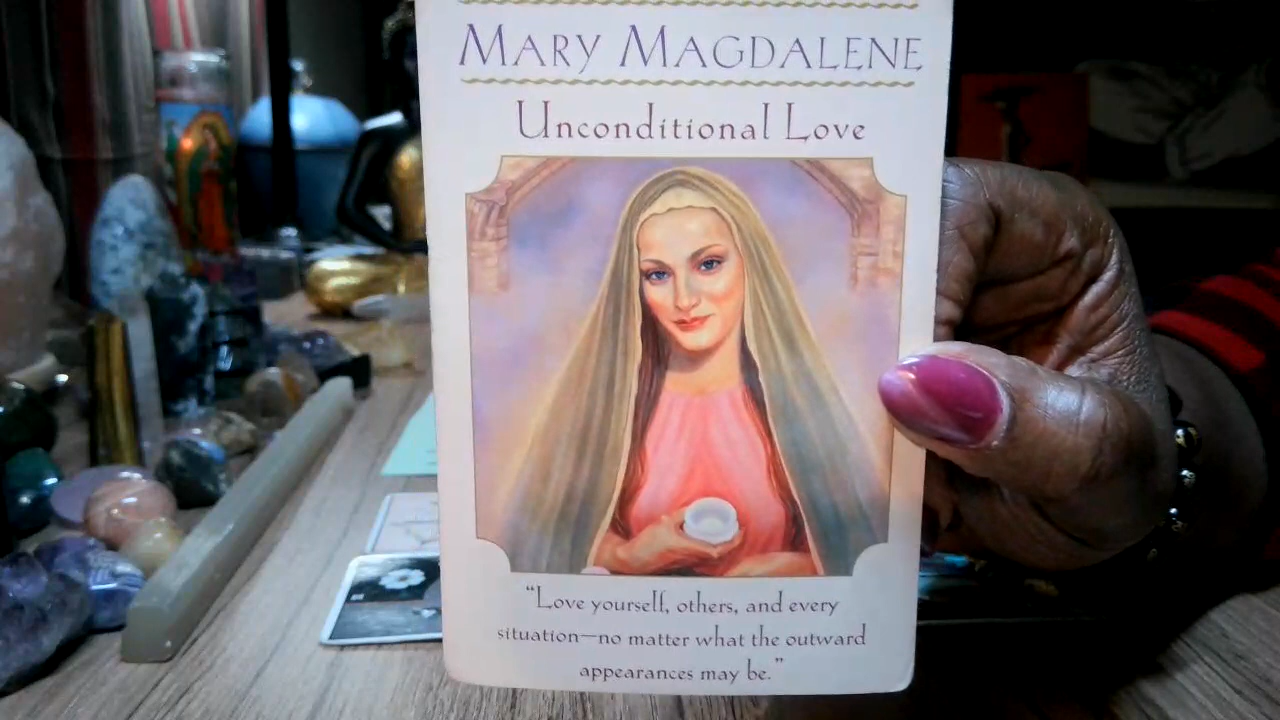 MARY MAGDALENE
Unconditional Love
“Love yourself, others, and every
situation—no matter what the outward
appearances may be.”